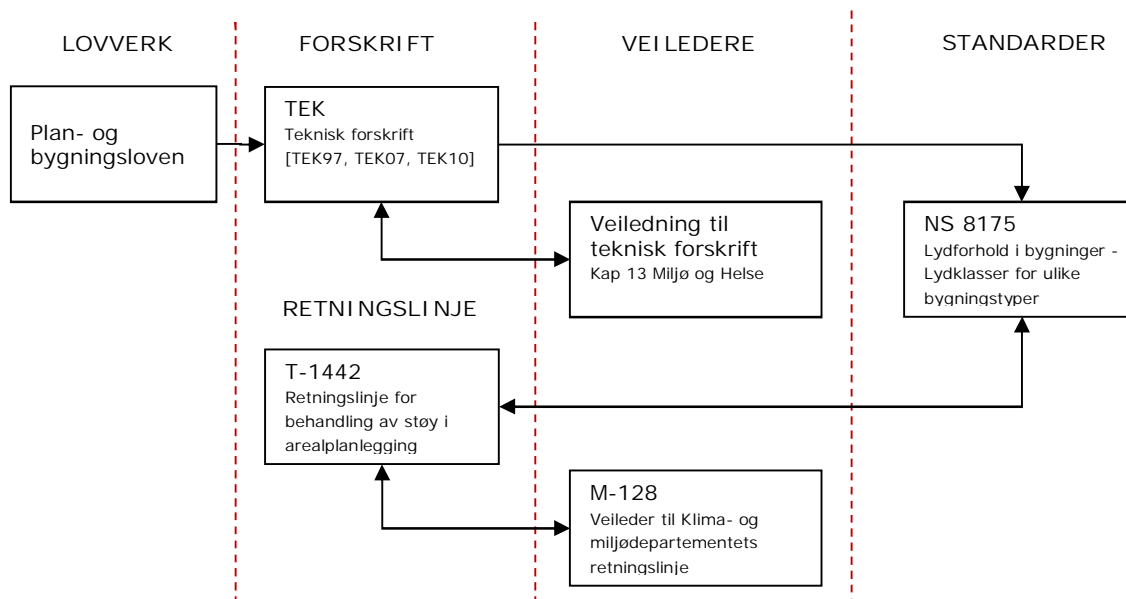 LOVVERK
FORSKRIFT
VEILEDERE
STANDARDER
Plan- og
bygningsloven
TEK
Teknisk forskrift
[TEK97, TEK07, TEK10]
Veiledning til
teknisk forskrift
Kap 13 Miljø og Helse
NS 8175
Lydforhold i bygninger -
Lydklasser for ulike
bygningstyper
RETNINGSLINJE
T-1442
Retningslinje for
behandling av støy i
arealplanlegging
M-128
Veileder til Klima- og
miljødepartementets
retningslinje